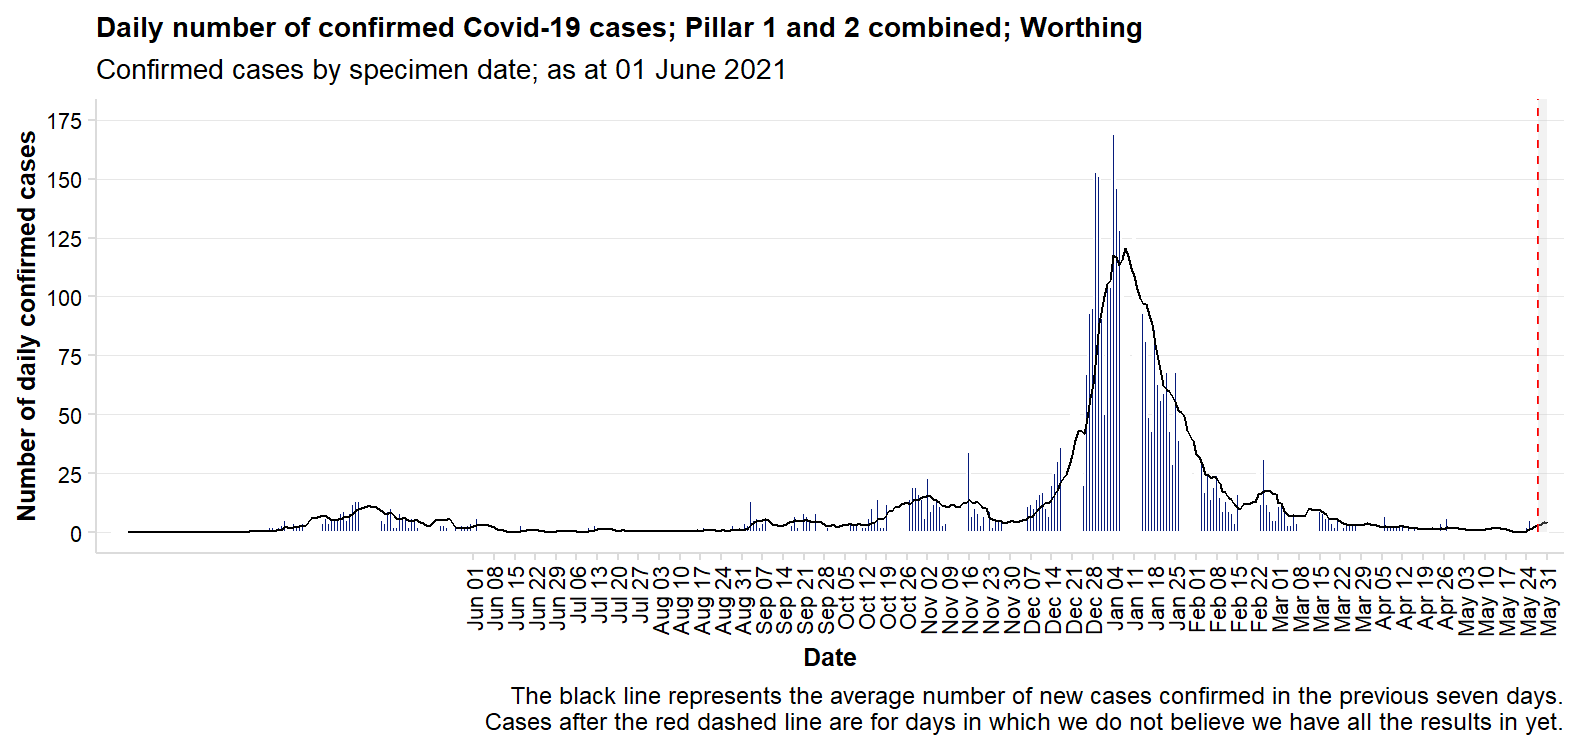 Daily number of confirmed Covid-19 cases; Pillar 1 and 2 combined; Worthing
Confirmed cases by specimen date; as at 01 June 2021
Number of daily confirmed cases
175
150
125
100
75
50
25
0
Jun 01
Jun 08
Jun 15
Jun 22
Jun 29
Jul 06
Jul 13
Jul 20
Jul 27
Aug 03
Aug 10
Aug 17
Aug 24
Aug 31
Sep 07
Sep 14
Sep 21
Sep 28
Oct 05
Oct 12
Oct 19
Oct 26
Nov 02
Nov 09
Nov 16
Nov 23
Nov 30
Dec 07
Dec 14
Dec 21
Dec 28
Jan 04
Jan 11
Jan 18
Jan 25
Feb 01
Feb 08
Feb 15
Feb 22
Mar 01
Mar 08
Mar 15
Mar 22
Mar 29
Apr 05
Apr 12
Apr 19
Apr 26
May 03
May 10
May 17
May 24
May 31
Date
The black line represents the average number of new cases confirmed in the previous seven days.
Cases after the red dashed line are for days in which we do not believe we have all the results in yet.